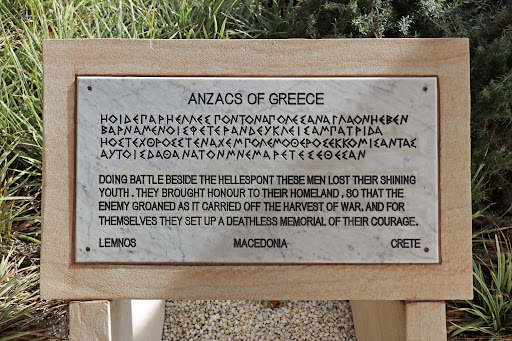 ANZACS OF GREECE
ΗΟΙΔΕΠΑΡΗΕΛΛΕΣΠΟΝΤΟΝΑΠΟΛΕΣΑΝΑΓΛΑΟΝΗΕΒΕΝ
ΒΑΡΝΑΜΕΝΟΙΣΦΕΤΕΡΑΝΔΕΥΚΛΕΙΣΑΜΠΑΤΡΙΔΑ
ΗΟΣΤΕΧΘΡΟΣΣΤΕΝΑΧΕΜΠΟΛΕΜΟΘΕΡΟΣΕΚΚΟΜΙΣΑΝΤΑΣ
ΑΥΤΟΙΣΔΑΘΑΝΑΤΟΝΜΝΕΜΑΡΕΤΕΣΕΘΕΣΑΝ
DOING BATTLE BESIDE THE HELLESPONT THESE MEN LOST THEIR SHINING
YOUTH. THEY BROUGHT HONOUR TO THEIR HOMELAND, SO THAT THE
ENEMY GROANED AS IT CARRIED OFF THE HARVEST OF WAR, AND FOR
THEMSELVES THEY SET UP A DEATHLESS MEMORIAL OF THEIR COURAGE.
LEMNOS MACEDONIA CRETE